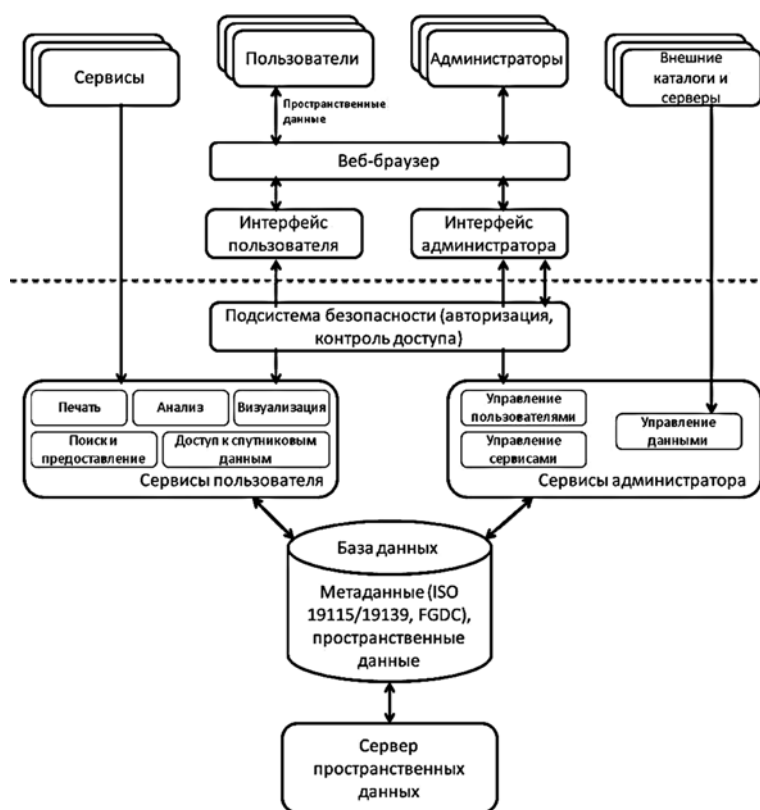 Сервисы
Пользователи
Администраторы
Внешние
каталоги и
серверы
Пространственные
данные
Веб-браузер
Интерфейс
пользователя
Интерфейс
администратора
Подсистема безопасности (авторизация,
контроль доступа)
Печать
Анализ
Визуализация
Поиск и
предоставление
Доступ к спутниковым
данным
Сервисы пользователя
Управление
пользователями
Управление
сервисами
Управление
данными
Сервисы администратора
База данных
Метаданные (ISO
19115/19139, FGDC),
пространственные
данные
Сервер
пространственных
данных